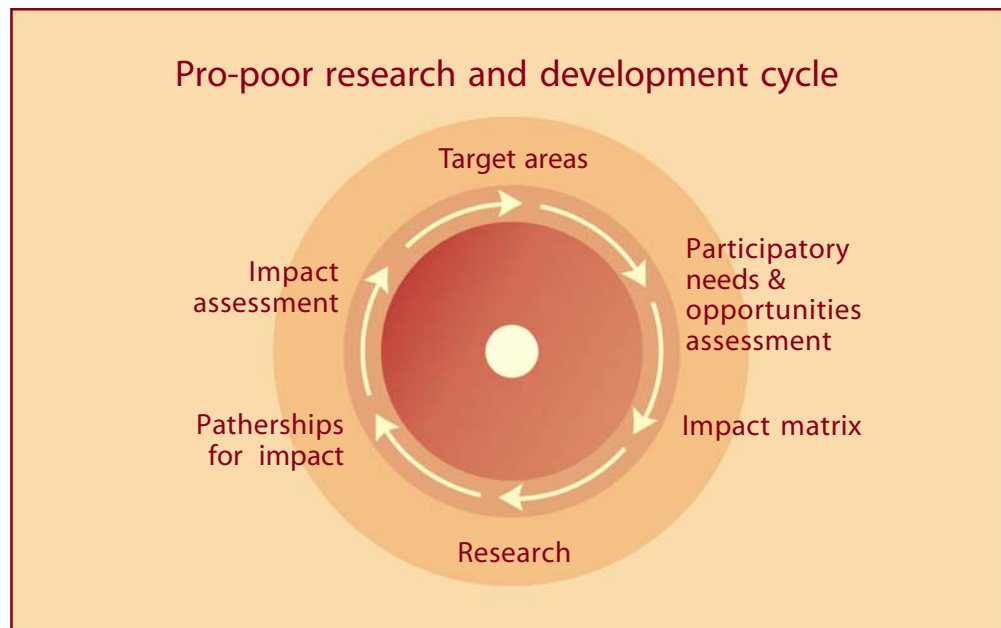 Pro-poor research and development cycle
Target areas
Participatory
needs &
opportunities
assessment
Impact matrix
Research
Patherships
for impact
Impact
assessment